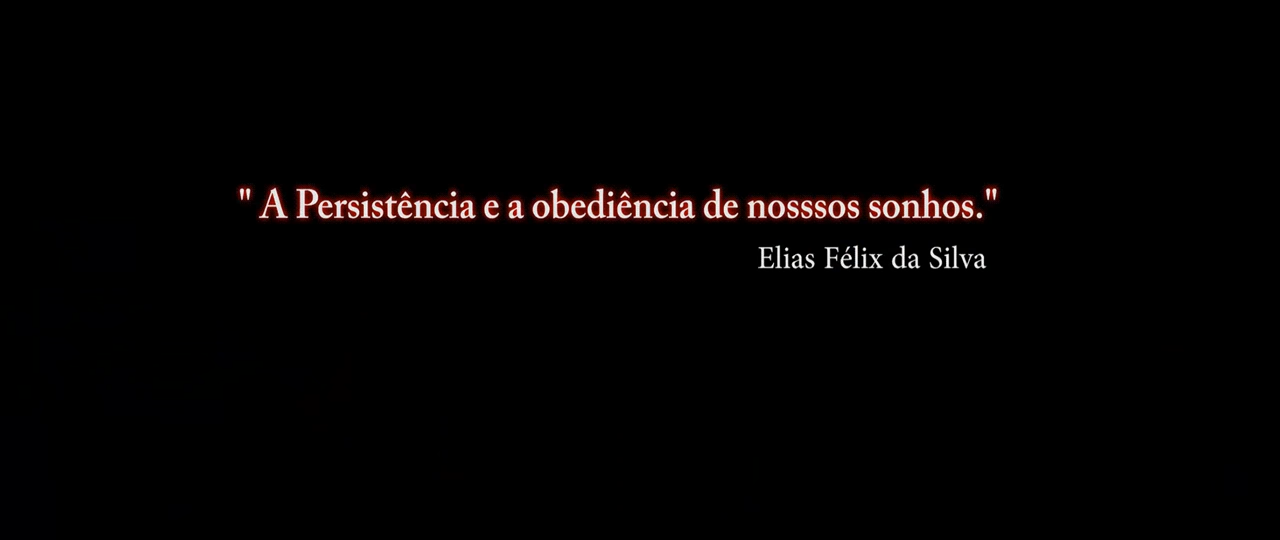 " A Persistência e a obediência de nosssos sonhos."
Elias Félix da Silva